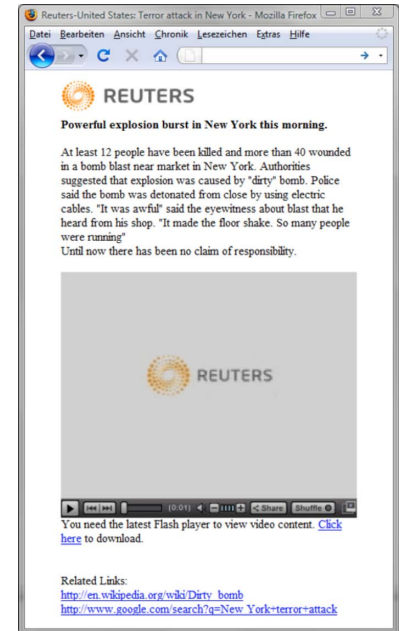 Reuters-United States: Terror attack in New York - Mozilla Firefox
Datei Bearbeiten Ansicht Chronik Lesezeichen Extras Hilfe
REUTERS
Powerful explosion burst in New York this morning.
At least 12 people have been killed and more than 40 wounded
in a bomb blast near market in New York. Authorities
suggested that explosion was caused by "dirty" bomb. Police
said the bomb was detonated from close by using electric
cables. "It was awful" said the eyewitness about blast that he
heard from his shop. "It made the floor shake. So many people
were running"
Until now there has been no claim of responsibility.
REUTERS
(0:01) Share Shuffle
You need the latest Flash player to view video content. Click
here to download.
Related Links:
http://en.wikipedia.org/wiki/Dirty_bomb
http://www.google.com/search?q=New York+terror+attack